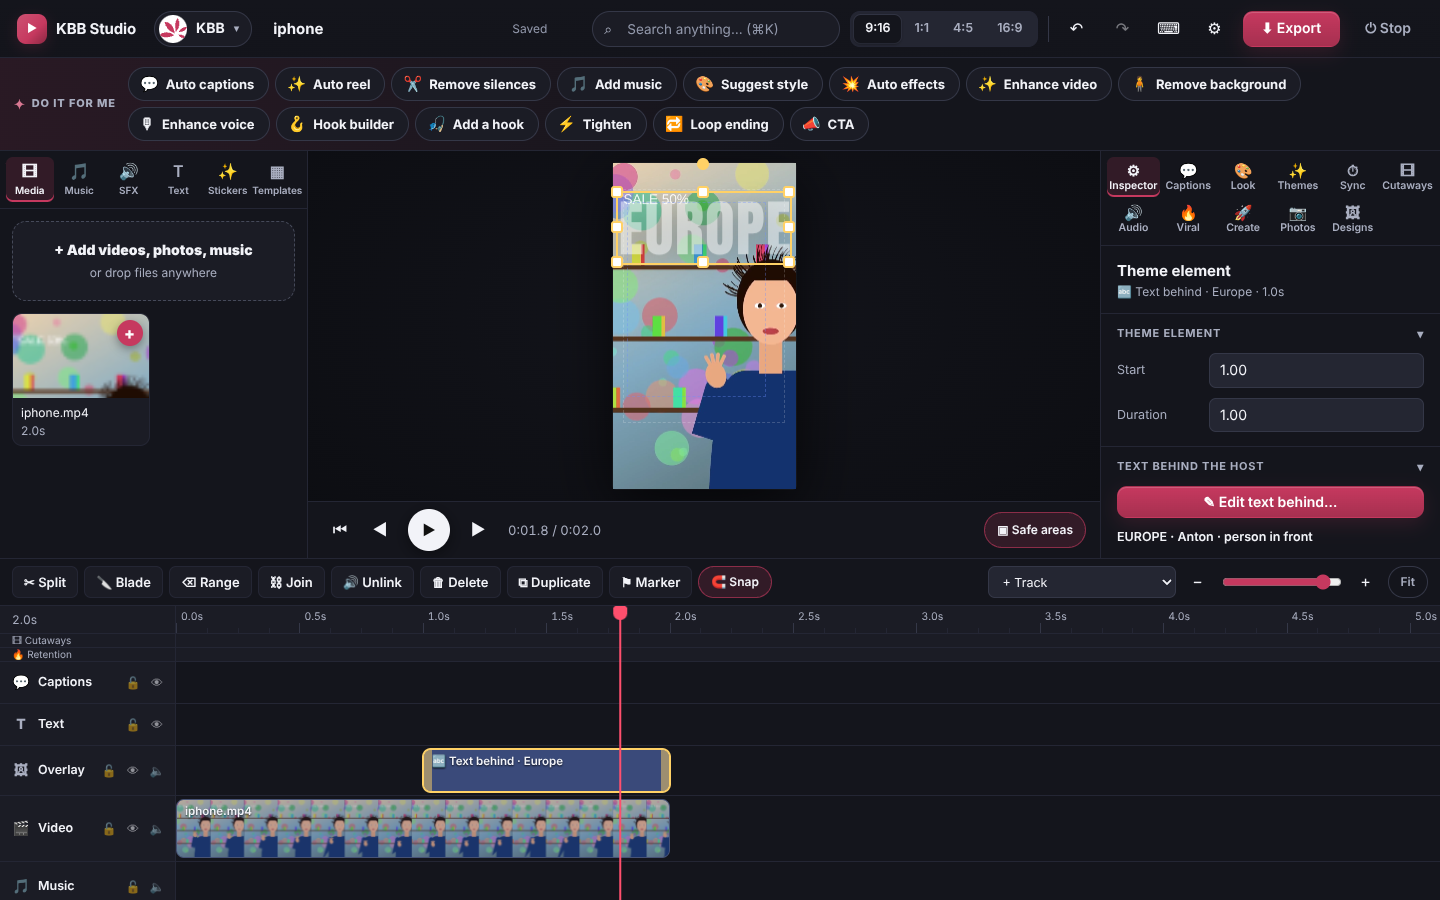 KBB Studio
KBB
iphone
Saved
Search anything... (⌘K)
9:16
1:1
4:5
16:9
Export
Stop
DO IT FOR ME
Auto captions
Auto reel
Remove silences
Add music
Suggest style
Auto effects
Enhance video
Remove background
Enhance voice
Hook builder
Add a hook
Tighten
Loop ending
CTA
Media
Music
SFX
Text
Stickers
Templates
+ Add videos, photos, music
or drop files anywhere
iphone.mp4
2.0s
SALE 50%
EUROPE
0:01.8 / 0:02.0
Safe areas
Inspector
Captions
Look
Themes
Sync
Cutaways
Audio
Viral
Create
Photos
Designs
Theme element
Text behind · Europe · 1.0s
THEME ELEMENT
Start
1.00
Duration
1.00
TEXT BEHIND THE HOST
Edit text behind...
EUROPE · Anton · person in front
Split
Blade
Range
Join
Unlink
Delete
Duplicate
Marker
Snap
+ Track
Fit
2.0s
0.0s
0.5s
1.0s
1.5s
2.0s
2.5s
3.0s
3.5s
4.0s
4.5s
5.0s
Cutaways
Retention
Captions
Text
Overlay
Text behind · Europe
Video
iphone.mp4
Music